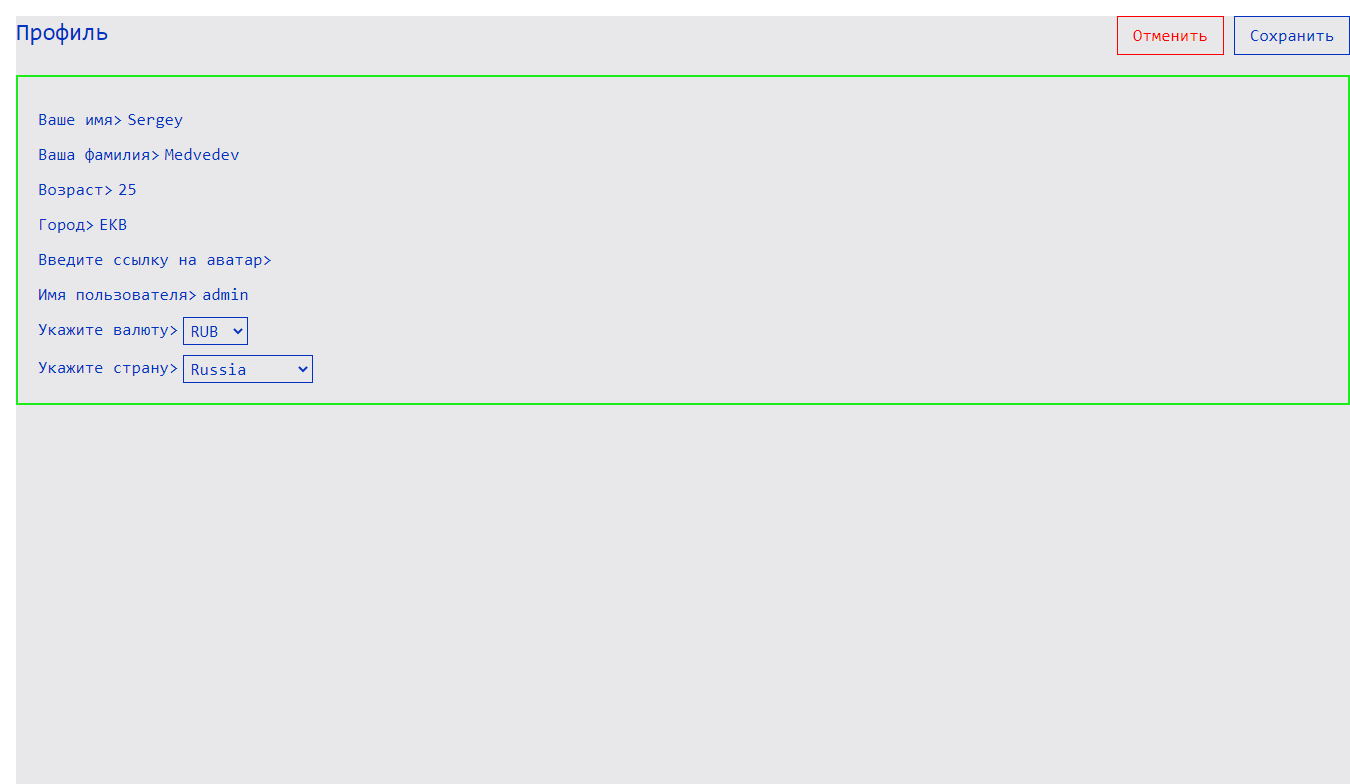 Профиль
Отменить
Сохранить
Ваше имя> Sergey
Ваша фамилия> Medvedev
Возраст> 25
Город> EKB
Введите ссылку на аватар>
Имя пользователя> admin
Укажите валюту> RUB
Укажите страну> Russia